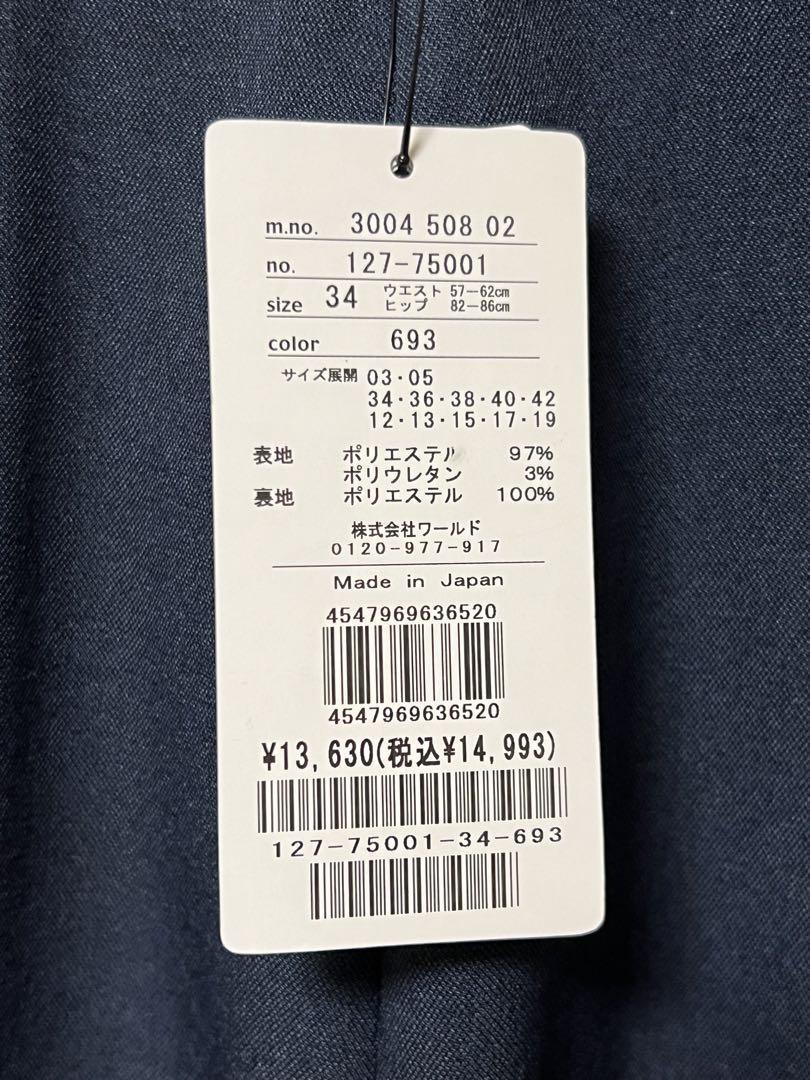 m.no. 3004 508 02
no. 127-75001
size 34 ウエスト 57-62cm
ヒップ 82-86cm
color 693
サイズ展開 03・05
34・36・38・40・42
12・13・15・17・19
表地 ポリエステル 97%
ポリウレタン 3%
裏地 ポリエステル 100%
株式会社ワールド
0120-977-917
Made in Japan
4547969636520
4547969636520
¥13,630(税込¥14,993)
127-75001-34-693